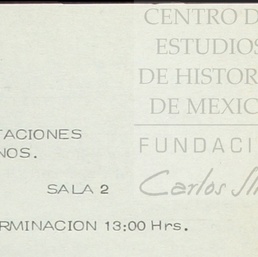 CENTRO D
ESTUDIOS
DE HISTOR
DE MEXIC
FUNDACI
Carlos Sli
TACIONES
NOS.
SALA 2
RMINACION 13:00 Hrs.